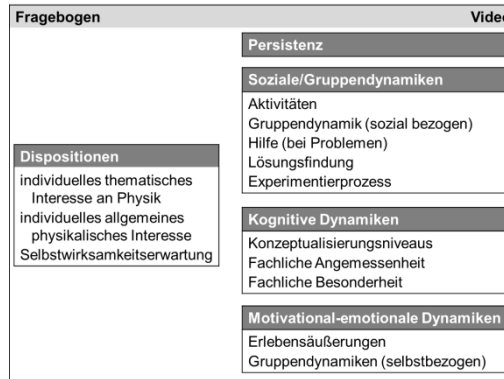 Fragebogen
Video
Persistenz
Soziale/Gruppendynamiken
Aktivitäten
Gruppendynamik (sozial bezogen)
Hilfe (bei Problemen)
Lösungsfindung
Experimentierprozess
Dispositionen
individuelles thematisches
Interesse an Physik
individuelles allgemeines
physikalisches Interesse
Selbstwirksamkeitserwartung
Kognitive Dynamiken
Konzeptualisierungsniveaus
Fachliche Angemessenheit
Fachliche Besonderheit
Motivational-emotionale Dynamiken
Erlebensäußerungen
Gruppendynamiken (selbstbezogen)